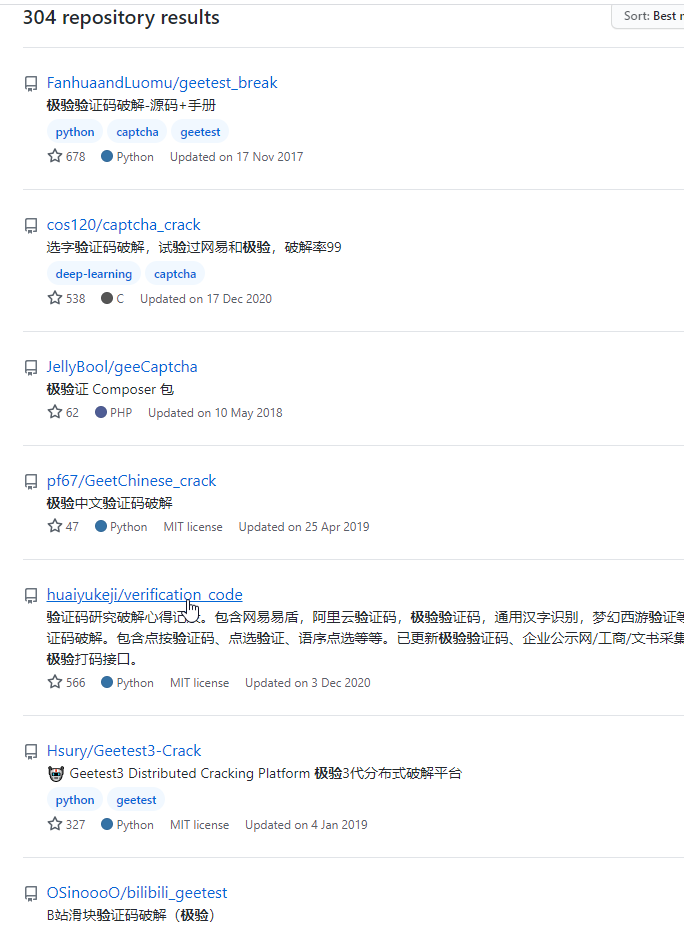 304 repository results
Sort: Best
FanhuaandLuomu/geetest_break
极验验证码破解-源码+手册
python captcha geetest
678 Python Updated on 17 Nov 2017
cos120/captcha_crack
选字验证码破解，试验过网易和极验，破解率99
deep-learning captcha
538 C Updated on 17 Dec 2020
JellyBool/geeCaptcha
极验证 Composer 包
62 PHP Updated on 10 May 2018
pf67/GeetChinese_crack
极验中文验证码破解
47 Python MIT license Updated on 25 Apr 2019
huaiyukeji/verification_code
验证码研究破解心得记 。包含网易易盾，阿里云验证码，极验验证码，通用汉字识别，梦幻西游验证等
证码破解。包含点按验证码、点选验证、语序点选等等。已更新极验验证码、企业公示网/工商/文书采集
极验打码接口。
566 Python MIT license Updated on 3 Dec 2020
Hsury/Geetest3-Crack
Geetest3 Distributed Cracking Platform 极验3代分布式破解平台
python geetest
327 Python MIT license Updated on 4 Jan 2019
OSinoooO/bilibili_geetest
B站滑块验证码破解（极验）